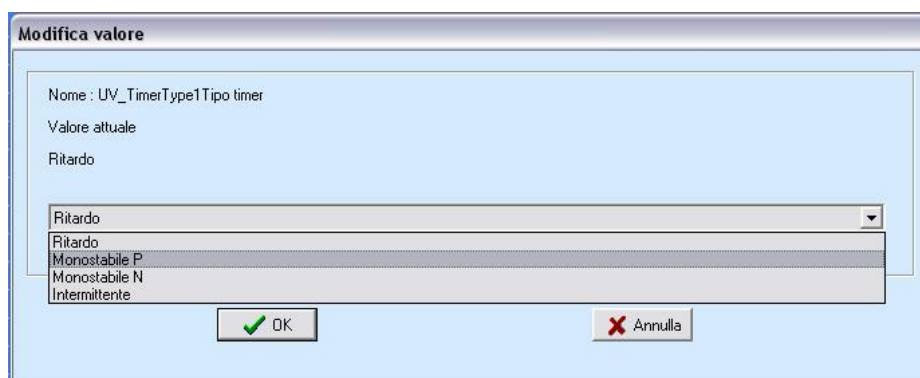 Modifica valore
Nome : UV_TimerType1Tipo timer
Valore attuale
Ritardo
Ritardo
Ritardo
Monostabile P
Monostabile N
Intermittente
OK
Annulla